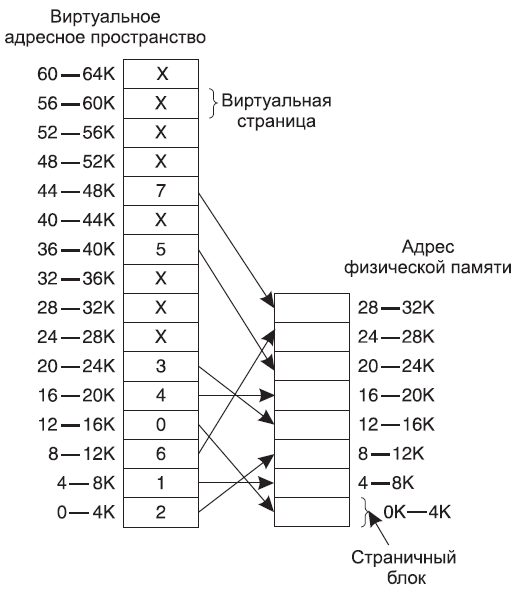 Виртуальное
адресное пространство
60—64K X
56—60K X
Виртуальная
страница
52—56K X
48—52K X
44—48K 7
40—44K X
36—40K 5
Адрес
физической памяти
32—36K X
28—32K X
28—32K
24—28K X
24—28K
20—24K 3
20—24K
16—20K 4
16—20K
12—16K 0
12—16K
8—12K 6
8—12K
4—8K 1
4—8K
0—4K 2
0K—4K
Страничный
блок